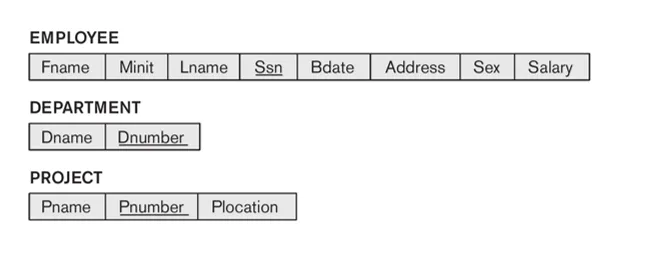 EMPLOYEE
Fname Minit Lname Ssn Bdate Address Sex Salary
DEPARTMENT
Dname Dnumber
PROJECT
Pname Pnumber Plocation